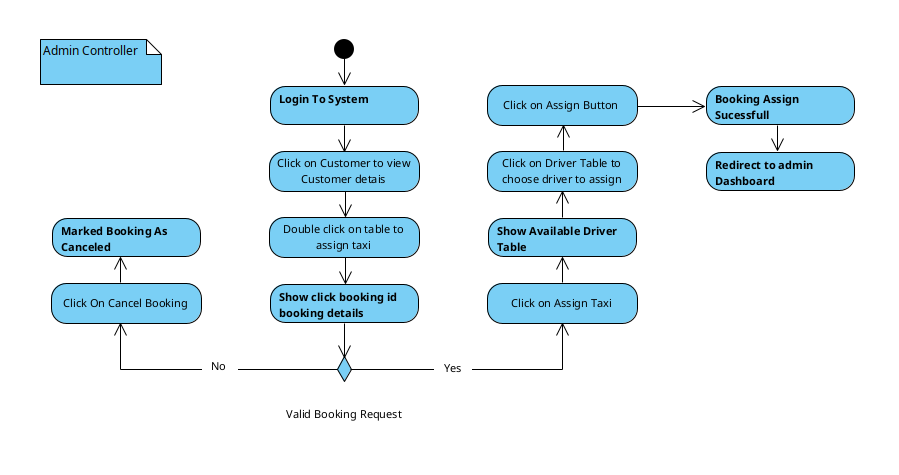 Admin Controller
Login To System
Click on Customer to view
Customer detais
Double click on table to
assign taxi
Show click booking id
booking details
Valid Booking Request
No
Click On Cancel Booking
Marked Booking As
Canceled
Yes
Click on Assign Taxi
Show Available Driver
Table
Click on Driver Table to
choose driver to assign
Click on Assign Button
Booking Assign
Sucessfull
Redirect to admin
Dashboard